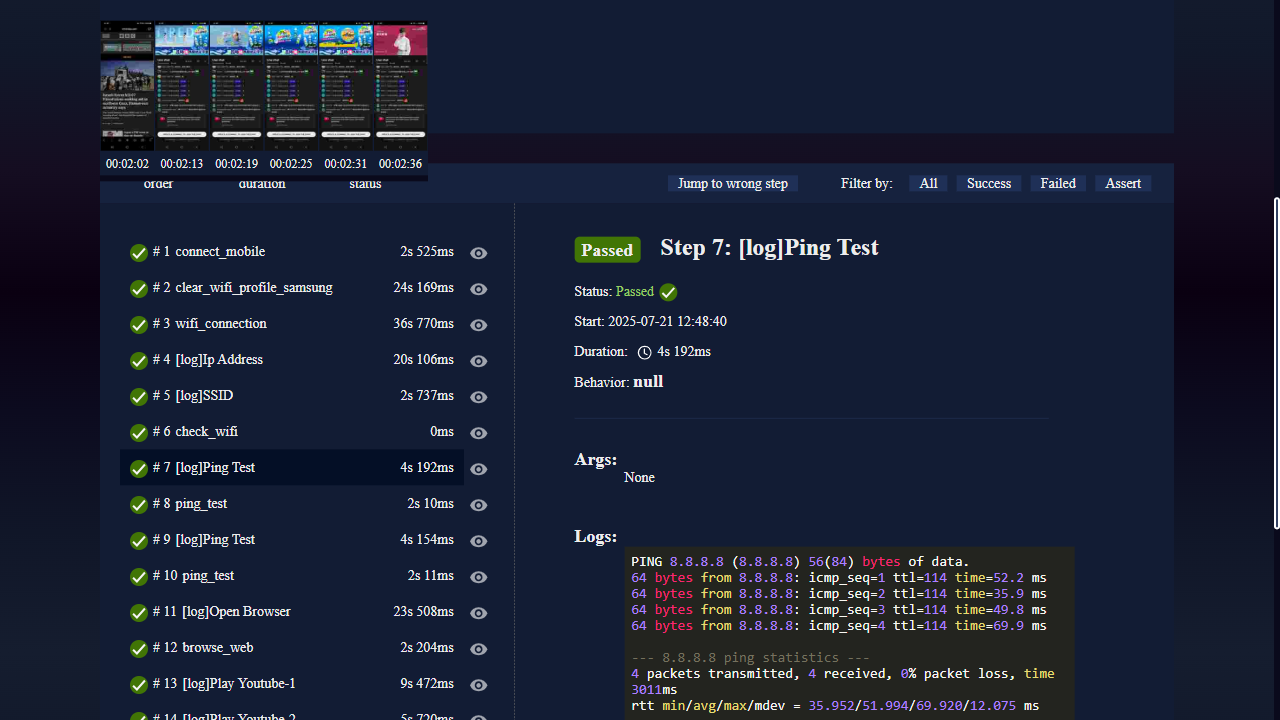 00:02:02 00:02:13 00:02:19 00:02:25 00:02:31 00:02:36
order duration status
Jump to wrong step Filter by: All Success Failed Assert
# 1 connect_mobile 2s 525ms
# 2 clear_wifi_profile_samsung 24s 169ms
# 3 wifi_connection 36s 770ms
# 4 [log]Ip Address 20s 106ms
# 5 [log]SSID 2s 737ms
# 6 check_wifi 0ms
# 7 [log]Ping Test 4s 192ms
# 8 ping_test 2s 10ms
# 9 [log]Ping Test 4s 154ms
# 10 ping_test 2s 11ms
# 11 [log]Open Browser 23s 508ms
# 12 browse_web 2s 204ms
# 13 [log]Play Youtube-1 9s 472ms
# 14 [log]Play Youtube-2 5s 720ms
Passed Step 7: [log]Ping Test
Status: Passed
Start: 2025-07-21 12:48:40
Duration: 4s 192ms
Behavior: null
Args:
None
Logs:
PING 8.8.8.8 (8.8.8.8) 56(84) bytes of data.
64 bytes from 8.8.8.8: icmp_seq=1 ttl=114 time=52.2 ms
64 bytes from 8.8.8.8: icmp_seq=2 ttl=114 time=35.9 ms
64 bytes from 8.8.8.8: icmp_seq=3 ttl=114 time=49.8 ms
64 bytes from 8.8.8.8: icmp_seq=4 ttl=114 time=69.9 ms
--- 8.8.8.8 ping statistics ---
4 packets transmitted, 4 received, 0% packet loss, time
3011ms
rtt min/avg/max/mdev = 35.952/51.994/69.920/12.075 ms